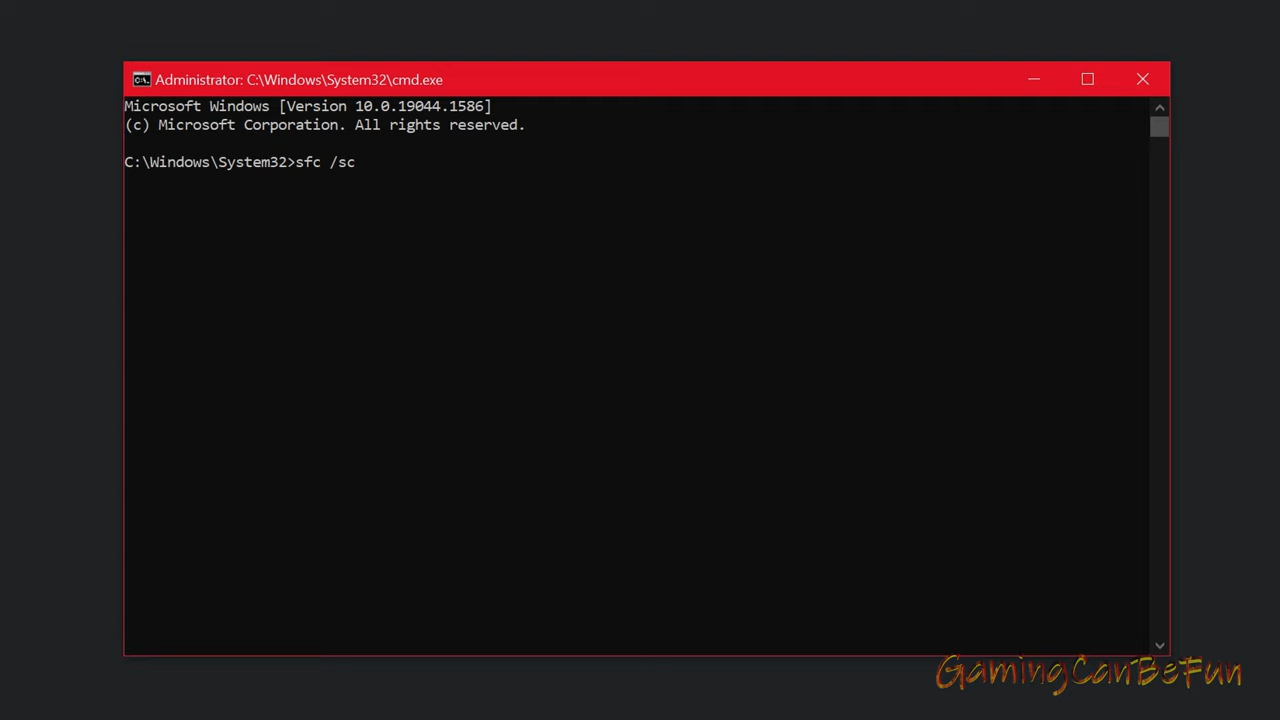 Administrator: C:\Windows\System32\cmd.exe
Microsoft Windows [Version 10.0.19044.1586]
(c) Microsoft Corporation. All rights reserved.
C:\Windows\System32>sfc /sc
GamingCanBeFun